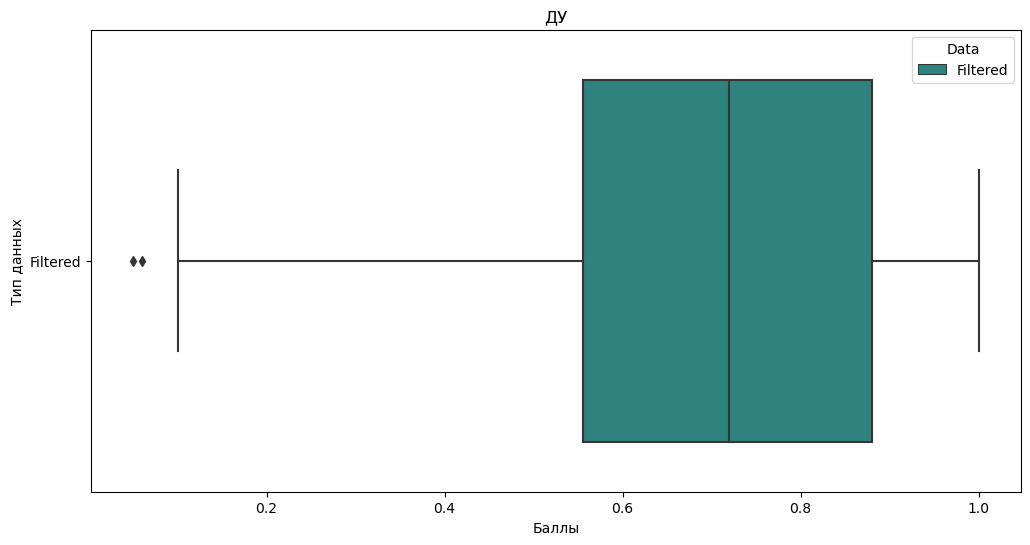 ДУ
Data
Filtered
Тип данных
Filtered
0.2
0.4
0.6
0.8
1.0
Баллы